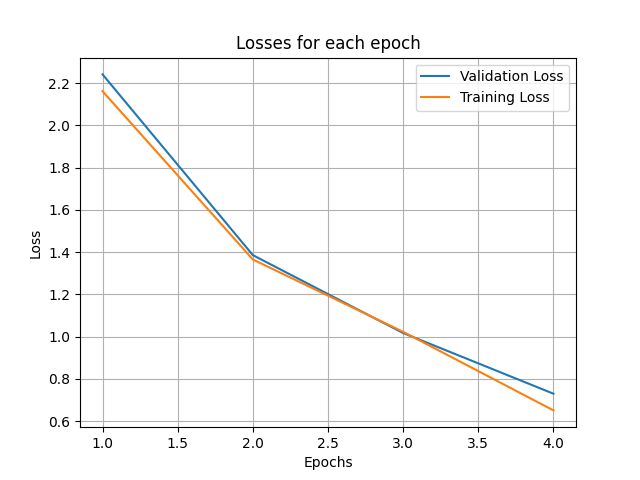 Losses for each epoch
Validation Loss
Training Loss
2.2
2.0
1.8
1.6
1.4
1.2
1.0
0.8
0.6
Loss
1.0 1.5 2.0 2.5 3.0 3.5 4.0
Epochs